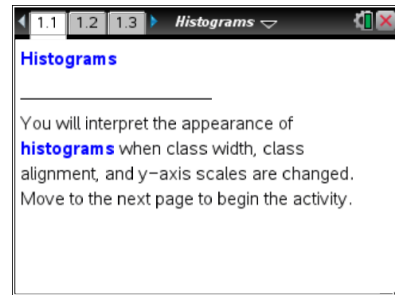 1.1 1.2 1.3 Histograms
Histograms
You will interpret the appearance of
histograms when class width, class
alignment, and y-axis scales are changed.
Move to the next page to begin the activity.